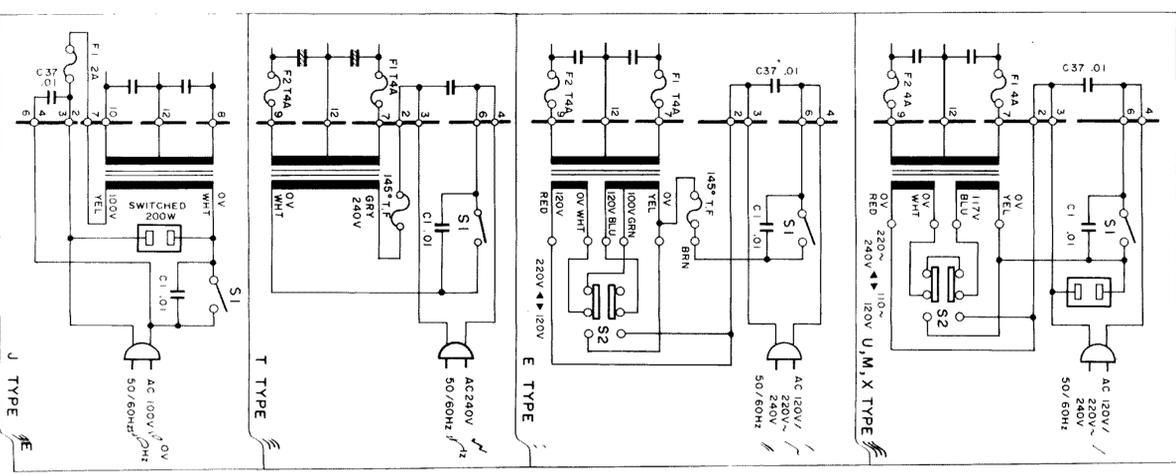 F1 2A
C37
.01
6
4
3
2
7
10
12
8
100V
YEL
0V
WHT
SWITCHED
200W
C1 .01
S1
AC 100V
50/60Hz
J TYPE
F2 T4A
F1 T4A
9
12
7
2
3
6
4
0V
WHT
GRY
240V
145° T.F
C1 .01
S1
AC240V
50/60Hz
T TYPE
F2 T4A
F1 T4A
C37 .01
9
12
7
2
3
6
4
120V
RED
0V WHT
120V BLU
100V GRN
YEL
0V
145° T.F
BRN
C1
.01
S1
220V ◄ ► 120V
S2
AC 120V/
220V~
240V
50/60Hz
E TYPE
F2 4A
F1 4A
C37 .01
9
12
7
2
3
6
4
0V
RED
0V
WHT
117V
BLU
0V
YEL
C1
.01
S1
220~
240V ◄ ► 110~
120V
S2
AC 120V/
220V~
240V
50/60Hz
U,M,X TYPE